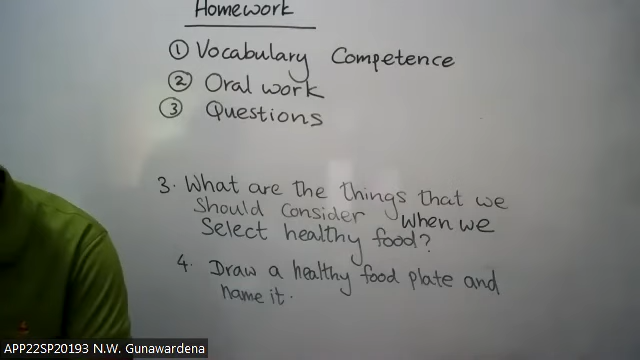 Homework
① Vocabulary Competence
② Oral work
③ Questions
3. What are the things that we
should consider when we
select healthy food?
4. Draw a healthy food plate and
name it.
APP22SP20193 N.W. Gunawardena